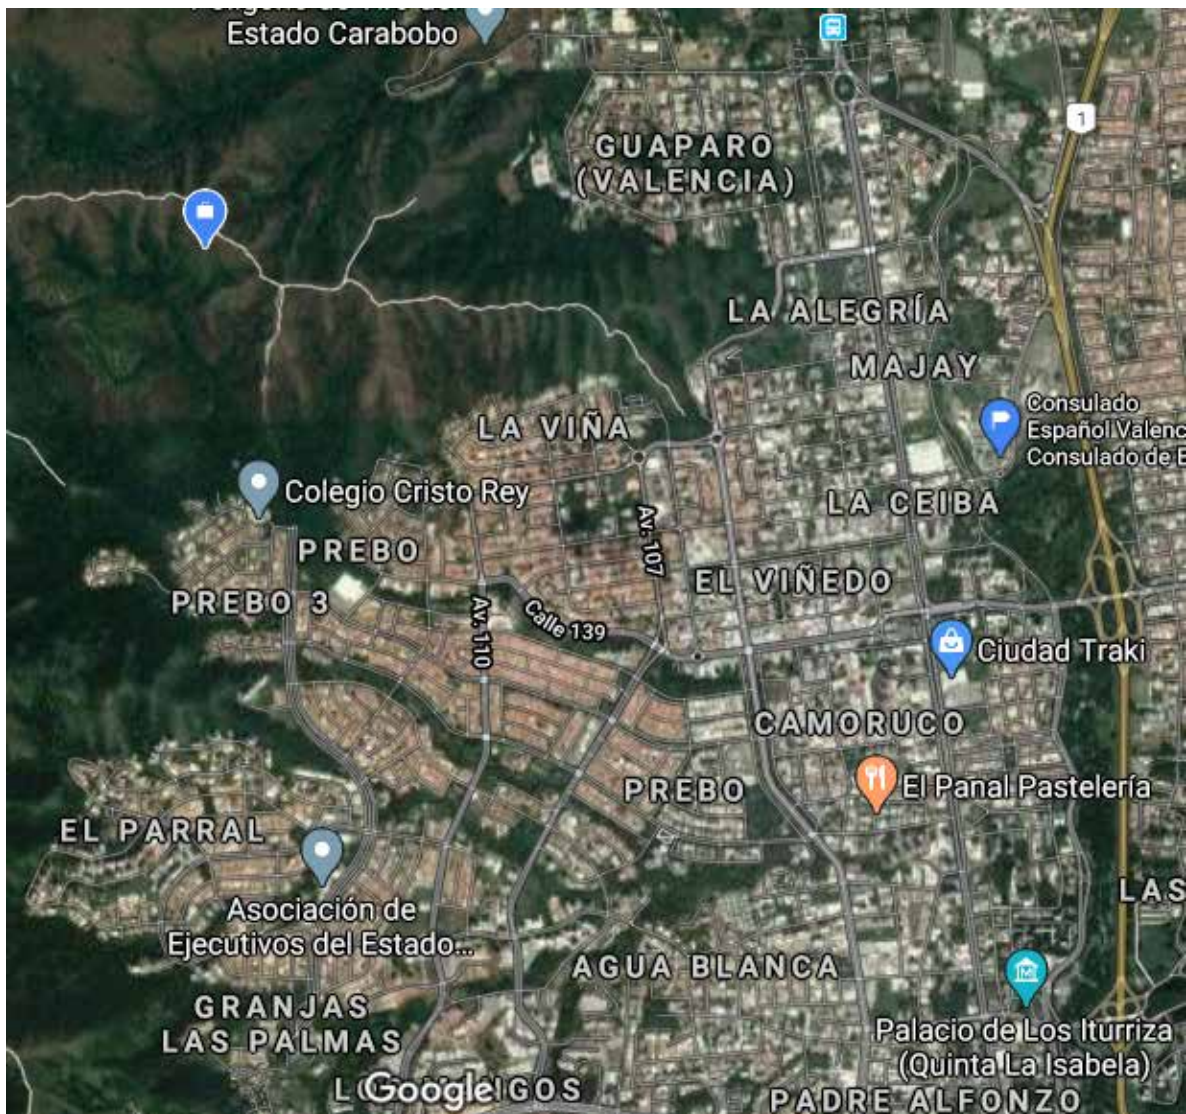 Estado Carabobo
1
GUAPARO
(VALENCIA)
LA ALEGRÍA
MAJAY
Consulado
Español Valenc
Consulado de E
LA VIÑA
Colegio Cristo Rey
LA CEIBA
Av. 107
PREBO
EL VIÑEDO
PREBO 3
Calle 139
Av. 110
Ciudad Traki
CAMORUCO
PREBO
El Panal Pastelería
EL PARRAL
LAS
Asociación de
Ejecutivos del Estado...
AGUA BLANCA
GRANJAS
LAS PALMAS
Palacio de Los Iturriza
(Quinta La Isabela)
Google
PADRE ALFONZO